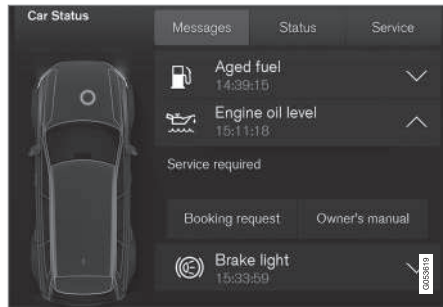 Car Status
Messages Status Service
Aged fuel
14:39:15
Engine oil level
15:11:18
Service required
Booking request Owner's manual
Brake light
15:33:59
G053619